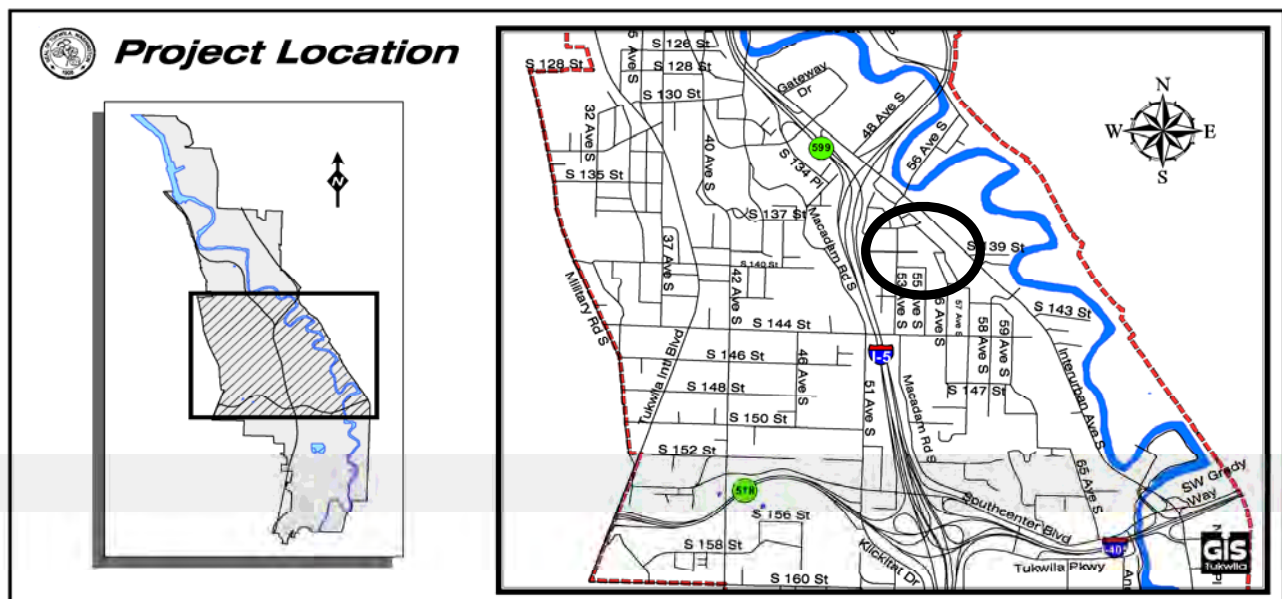 SEAL OF TUKWILA, WASHINGTON
1908
Project Location
N
S 126 St
S 128 St
S 128 St
S 130 St
Gateway
Dr
32 Ave S
40 Ave S
48 Ave S
56 Ave S
599
S 134 Pl
S 135 St
S 137 St
Macadam Rd S
S 139 St
S 140 St
37 Ave S
42 Ave S
Military Rd S
53 Ave S
55 Ave S
57 Ave S
58 Ave S
59 Ave S
S 143 St
S 144 St
I-5
S 146 St
46 Ave S
Tukwila Intl Blvd
S 147 St
S 148 St
51 Ave S
Macadam Rd S
Interurban Ave S
S 150 St
S 152 St
65 Ave S
SW Grady
Way
518
Southcenter Blvd
S 156 St
S 158 St
Klickitat Dr
Tukwila Pkwy
S 160 St
N
W
E
S
GIS
Tukwila